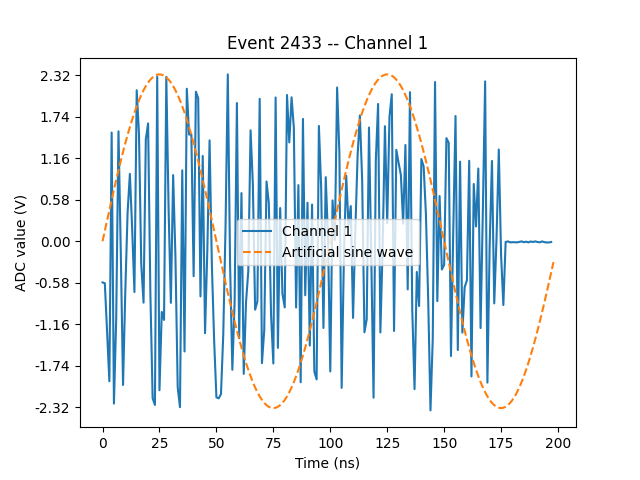 Event 2433 -- Channel 1
ADC value (V)
2.32
1.74
1.16
0.58
0.00
-0.58
-1.16
-1.74
-2.32
Channel 1
Artificial sine wave
0 25 50 75 100 125 150 175 200
Time (ns)